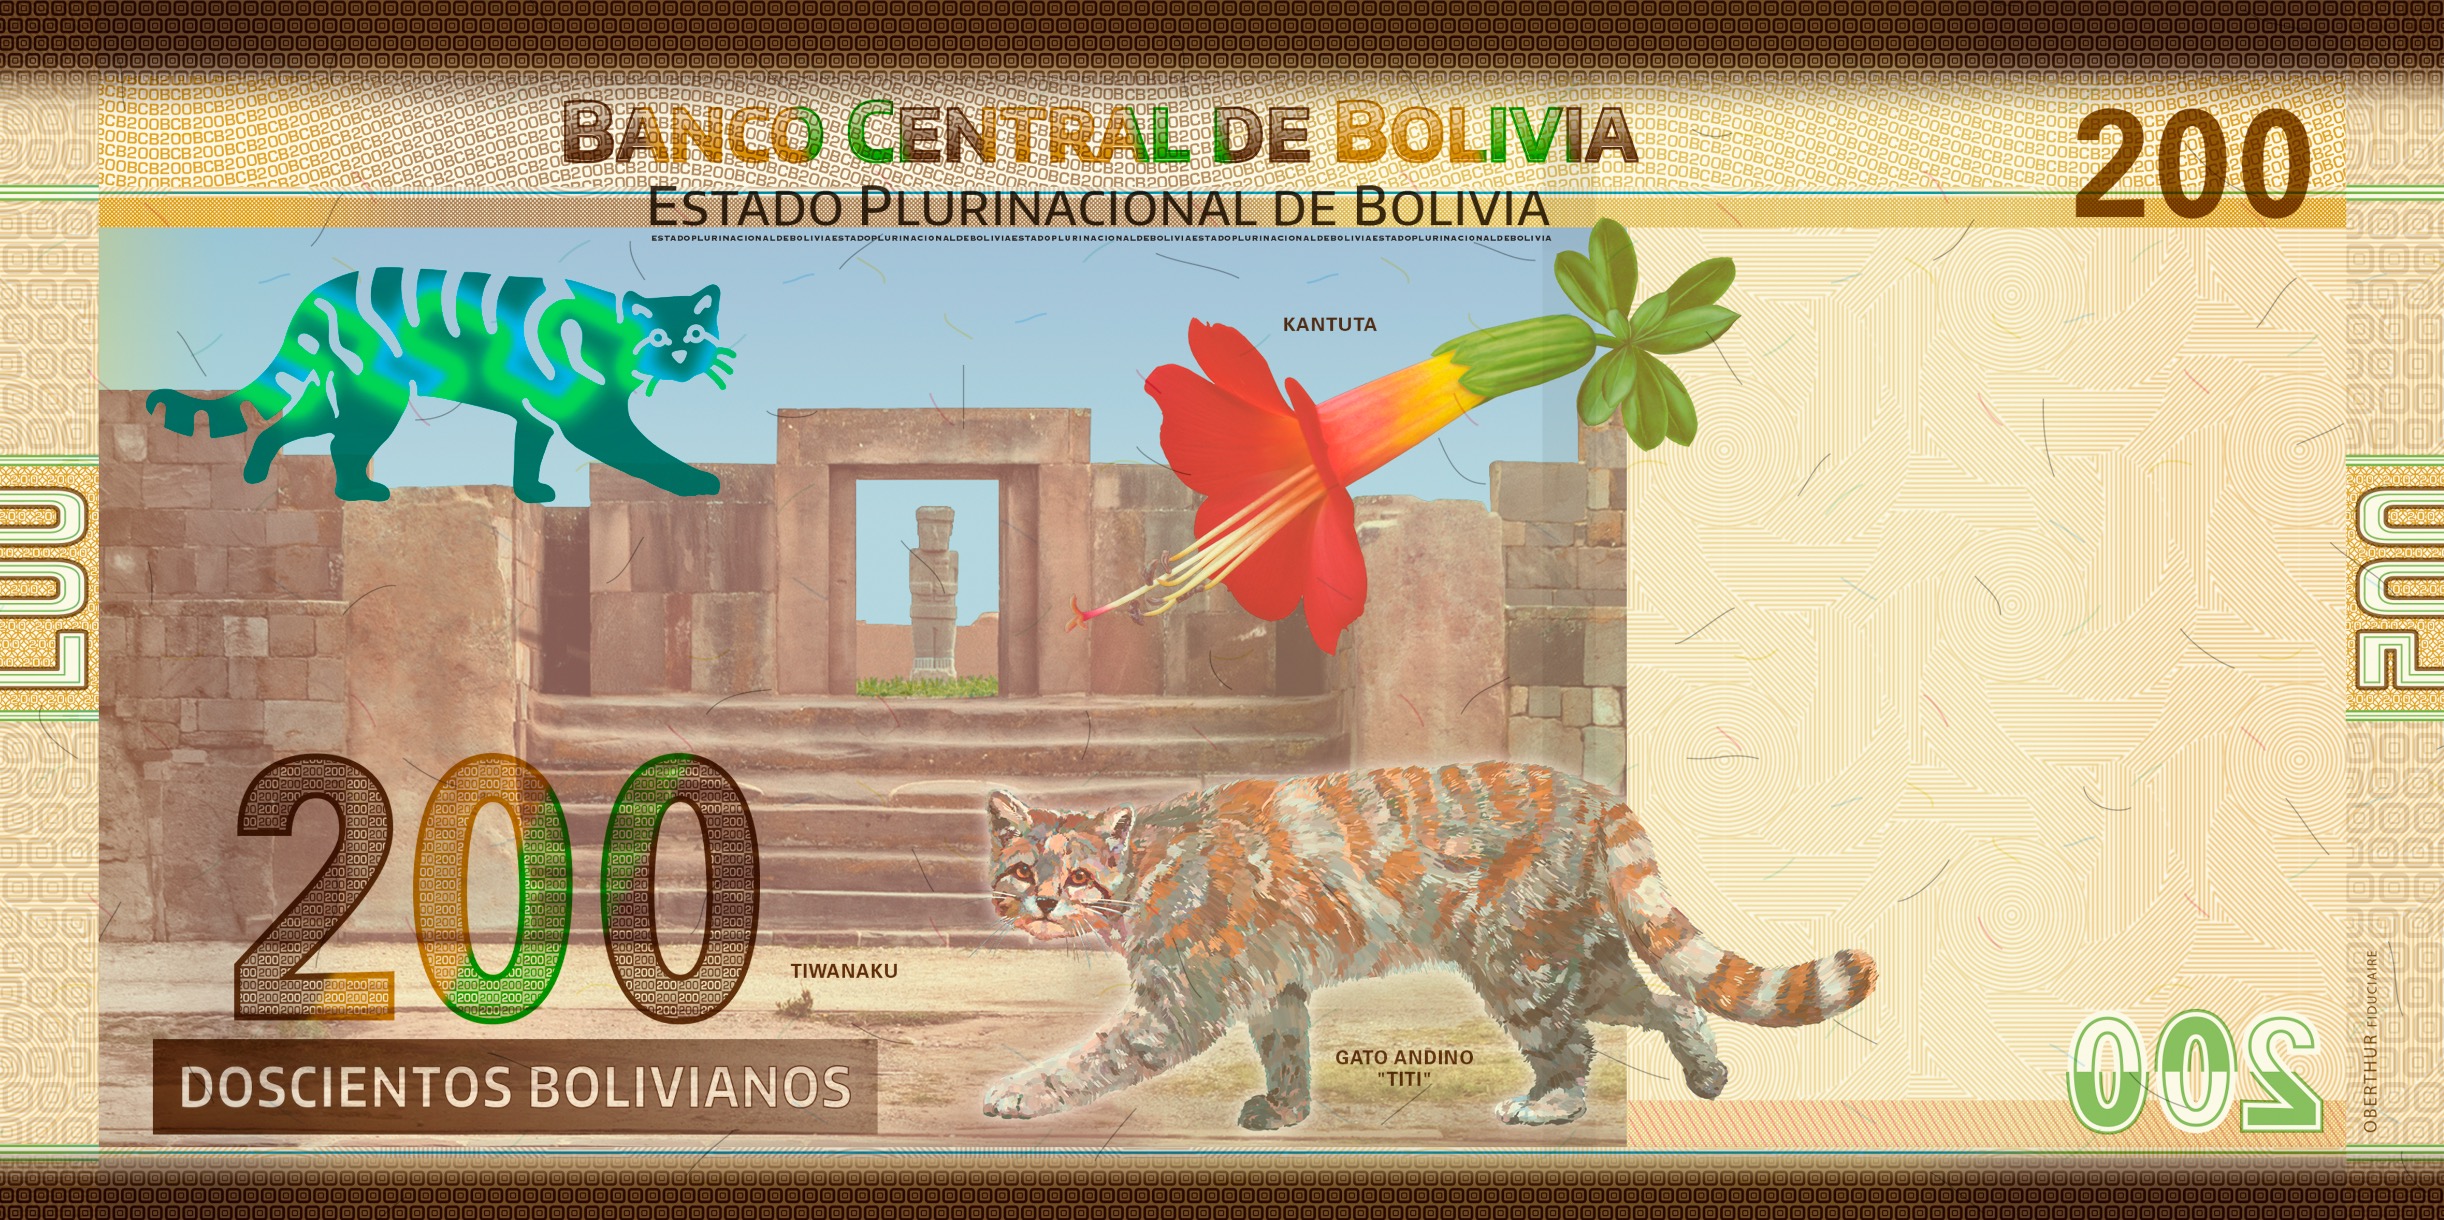 BANCO CENTRAL DE BOLIVIA
200
ESTADO PLURINACIONAL DE BOLIVIA
ESTADOPLURINACIONALDEBOLIVIAESTADOPLURINACIONALDEBOLIVIAESTADOPLURINACIONALDEBOLIVIAESTADOPLURINACIONALDEBOLIVIAESTADOPLURINACIONALDEBOLIVIA
KANTUTA
200
200
200
TIWANAKU
GATO ANDINO
"TITI"
DOSCIENTOS BOLIVIANOS
200
OBERTHUR FIDUCIAIRE